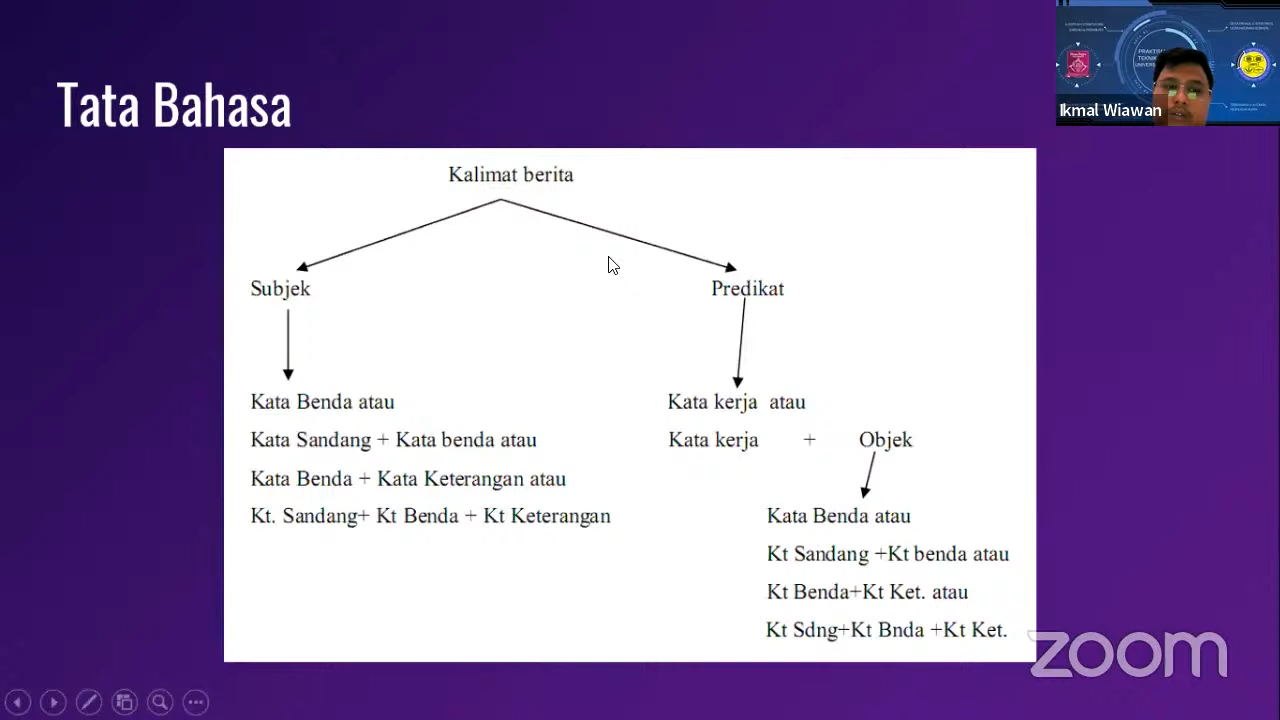 Tata Bahasa
Ikmal Wiawan
Kalimat berita
Subjek
Predikat
Kata Benda atau
Kata Sandang + Kata benda atau
Kata Benda + Kata Keterangan atau
Kt. Sandang+ Kt Benda + Kt Keterangan
Kata kerja  atau
Kata kerja + Objek
Kata Benda atau
Kt Sandang +Kt benda atau
Kt Benda+Kt Ket. atau
Kt Sdng+Kt Bnda +Kt Ket.
zoom